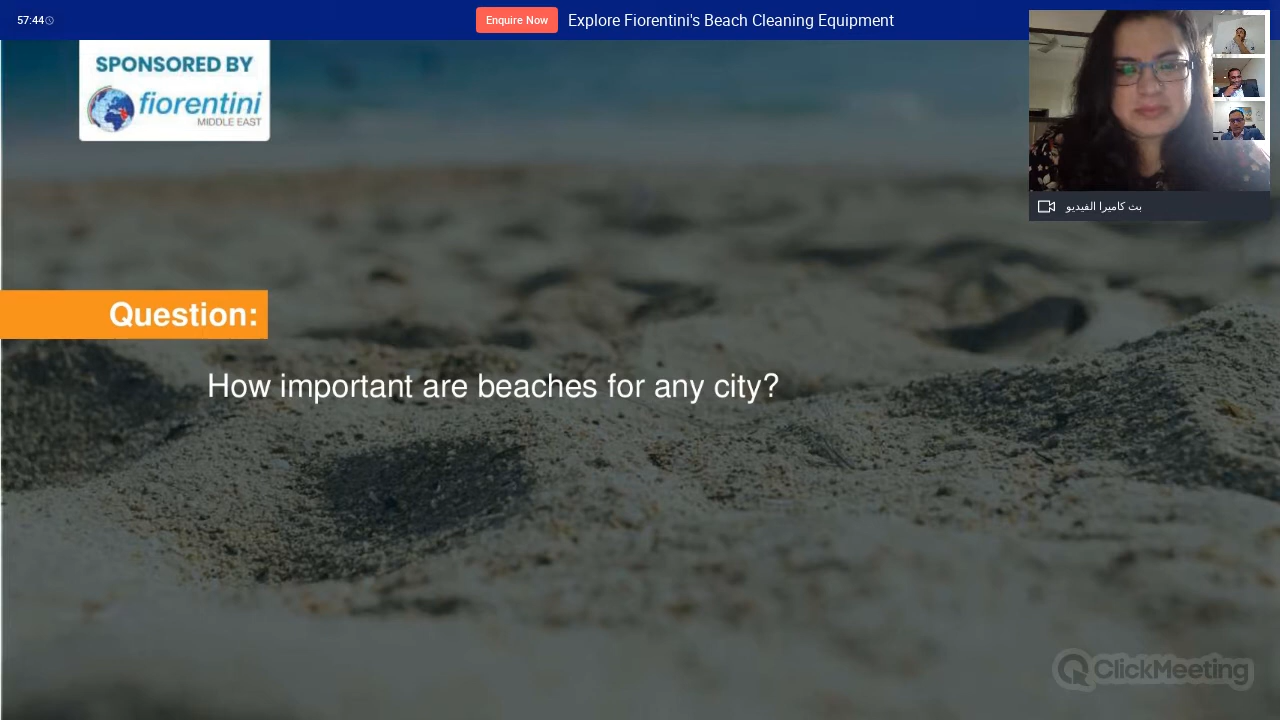 57:44
Enquire Now
Explore Fiorentini's Beach Cleaning Equipment
SPONSORED BY
fiorentini
MIDDLE EAST
بث كاميرا الفيديو
Question:
How important are beaches for any city?
ClickMeeting